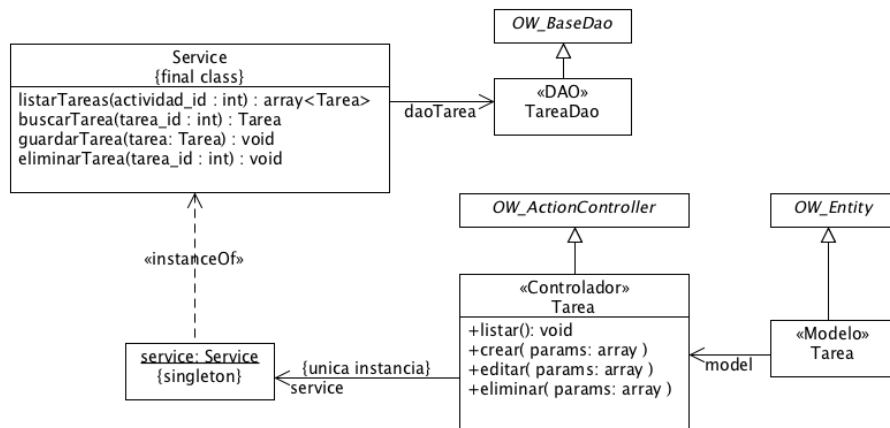 Service
{final class}
listarTareas(actividad_id : int) : array<Tarea>
buscarTarea(tarea_id : int) : Tarea
guardarTarea(tarea: Tarea) : void
eliminarTarea(tarea_id : int) : void
daoTarea
OW_BaseDao
«DAO»
TareaDao
«instanceOf»
OW_ActionController
OW_Entity
«Controlador»
Tarea
+listar(): void
+crear( params: array )
+editar( params: array )
+eliminar( params: array )
«Modelo»
Tarea
model
service: Service
{singleton}
{unica instancia}
service